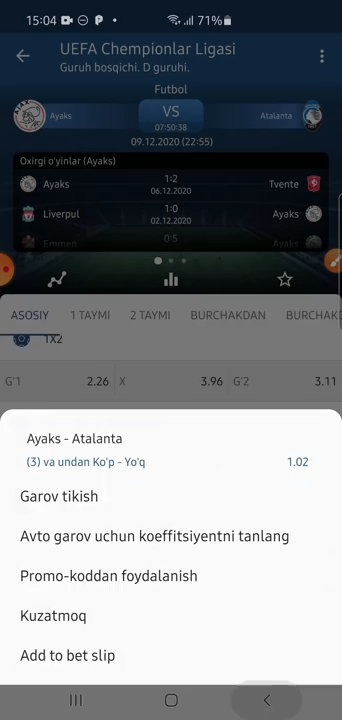 15:04
71%
UEFA Chempionlar Ligasi
Guruh bosqichi. D guruhi.
Futbol
Ayaks VS Atalanta
07:50:38
09.12.2020 (22:55)
Oxirgi o'yinlar (Ayaks)
Ayaks 1:2 Tvente
06.12.2020
Liverpul 1:0 Ayaks
02.12.2020
Emmen 0:5 Ayaks
ASOSIY 1 TAYMI 2 TAYMI BURCHAKDAN BURCHAK
1X2
G'1 2.26 X 3.96 G'2 3.11
Ayaks - Atalanta
(3) va undan Ko'p - Yo'q 1.02
Garov tikish
Avto garov uchun koeffitsiyentni tanlang
Promo-koddan foydalanish
Kuzatmoq
Add to bet slip